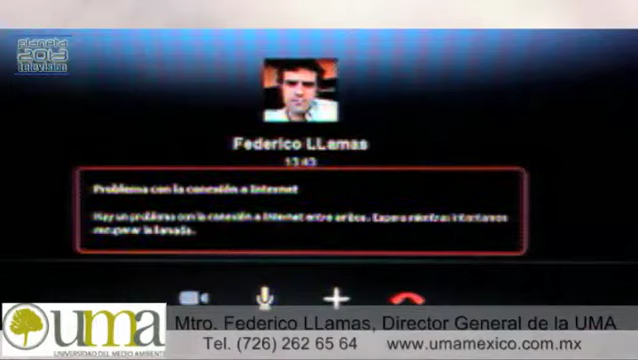 planeta
2013
televisión
Federico LLamas
13:43
Problema con la conexión a Internet
Hay un problema con la conexión a Internet entre ambos. Espera mientras intentamos
recuperar la llamada.
uma
UNIVERSIDAD DEL MEDIO AMBIENTE
Mtro. Federico LLamas, Director General de la UMA
Tel. (726) 262 65 64 www.umamexico.com.mx